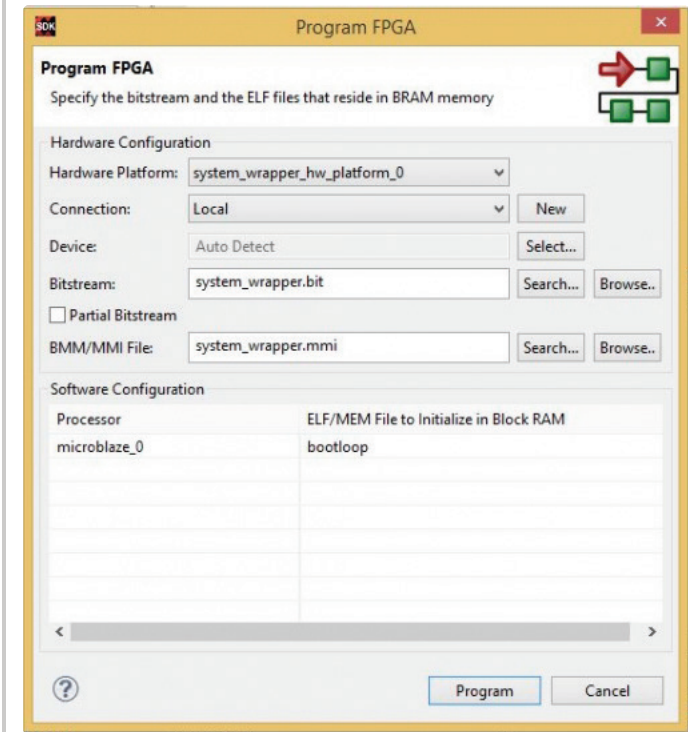 SDK Program FPGA
Program FPGA
Specify the bitstream and the ELF files that reside in BRAM memory
Hardware Configuration
Hardware Platform: system_wrapper_hw_platform_0
Connection: Local New
Device: Auto Detect Select...
Bitstream: system_wrapper.bit Search... Browse..
Partial Bitstream
BMM/MMI File: system_wrapper.mmi Search... Browse..
Software Configuration
Processor ELF/MEM File to Initialize in Block RAM
microblaze_0 bootloop
? Program Cancel